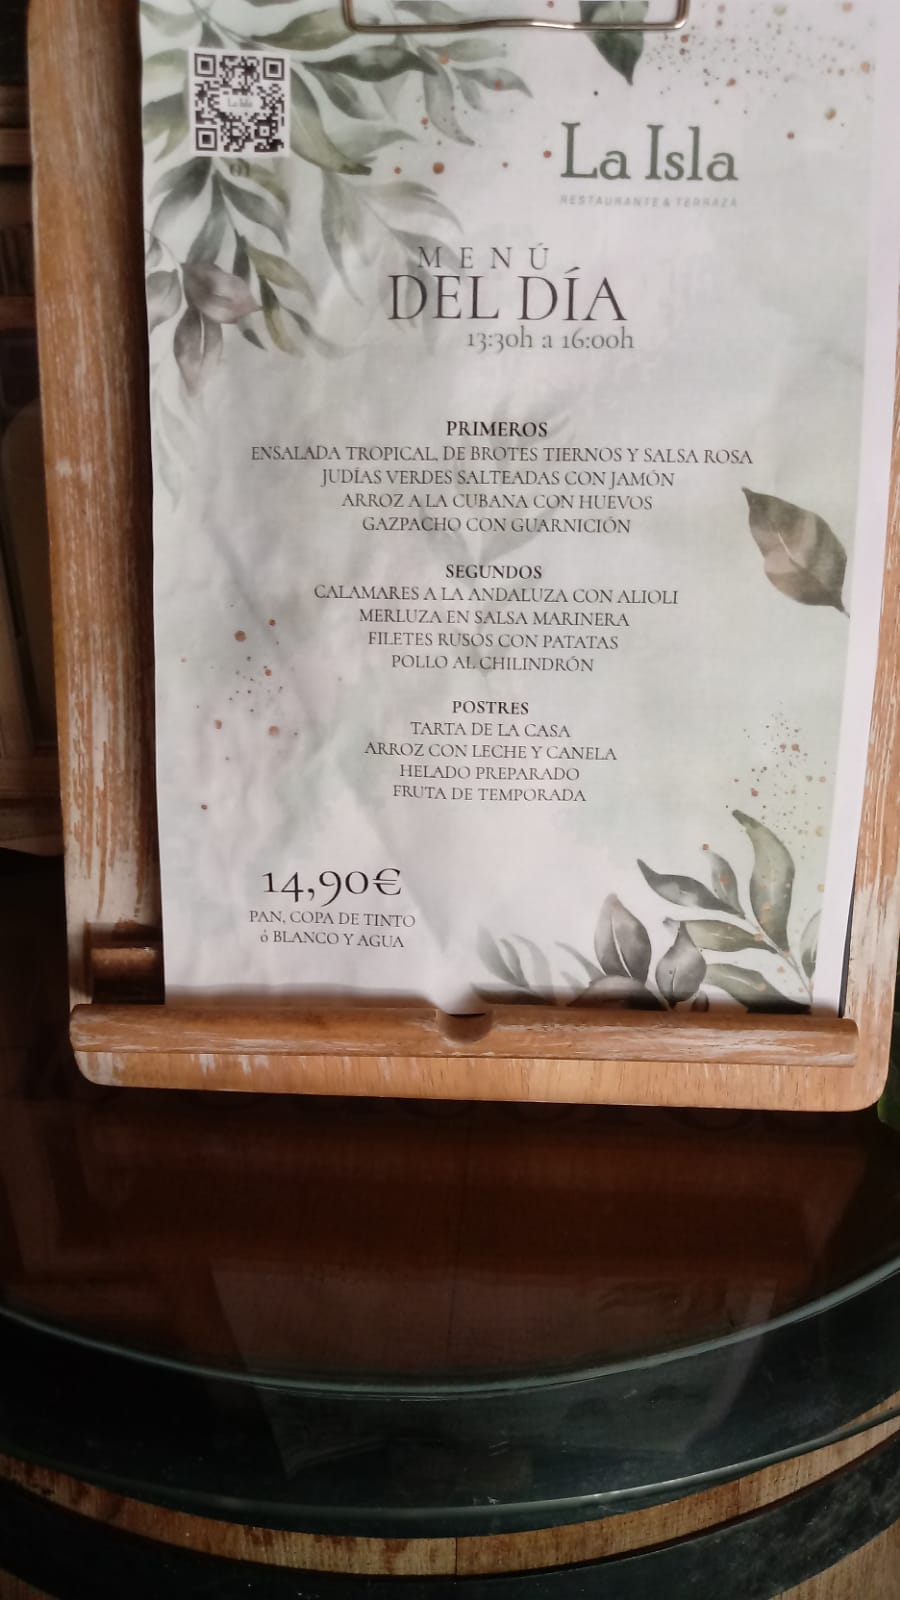 La Isla
01
La Isla
RESTAURANTE & TERRAZA
MENÚ
DEL DÍA
13:30h a 16:00h
PRIMEROS
ENSALADA TROPICAL, DE BROTES TIERNOS Y SALSA ROSA
JUDÍAS VERDES SALTEADAS CON JAMÓN
ARROZ A LA CUBANA CON HUEVOS
GAZPACHO CON GUARNICIÓN
SEGUNDOS
CALAMARES A LA ANDALUZA CON ALIOLI
MERLUZA EN SALSA MARINERA
FILETES RUSOS CON PATATAS
POLLO AL CHILINDRÓN
POSTRES
TARTA DE LA CASA
ARROZ CON LECHE Y CANELA
HELADO PREPARADO
FRUTA DE TEMPORADA
14,90€
PAN, COPA DE TINTO
ó BLANCO Y AGUA